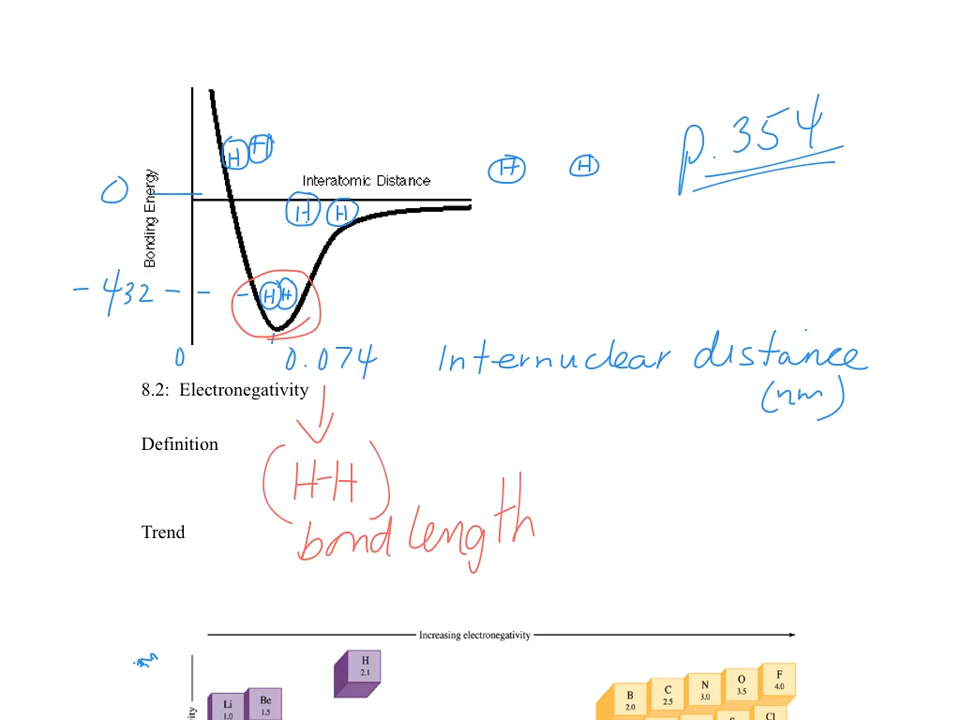 p.354
H H
Interatomic Distance
H H
0
Bonding Energy
H H
- 432 - - -
H H
0 0.074 Internuclear distance
(nm)
8.2: Electronegativity
Definition
(H-H)
Trend
bond length
Increasing electronegativity
H
2.1
Li
1.0
Be
1.5
B
2.0
C
2.5
N
3.0
O
3.5
F
4.0
Cl